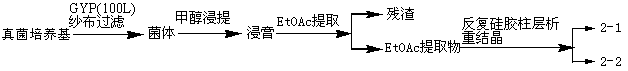 GYP(100L)
纱布过滤
真菌培养基
菌体
甲醇浸提
浸膏
EtOAc提取
残渣
EtOAc提取物
反复硅胶柱层析
重结晶
2-1
2-2